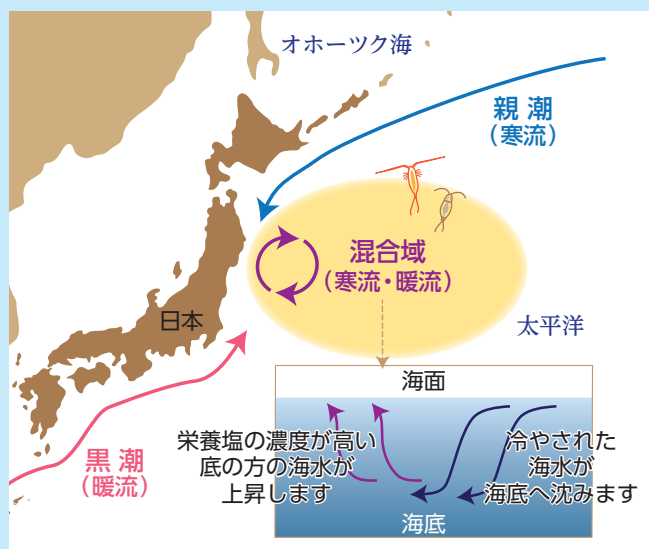 オホーツク海
親潮
（寒流）
混合域
（寒流・暖流）
日本
太平洋
黒潮
（暖流）
海面
栄養塩の濃度が高い
底の方の海水が
上昇します
冷やされた
海水が
海底へ沈みます
海底